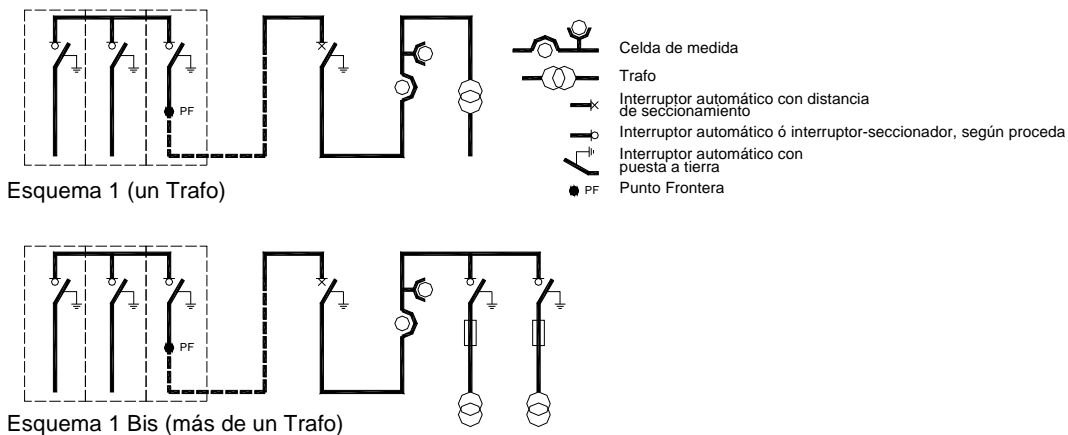 PF
Esquema 1 (un Trafo)
Celda de medida
Trafo
Interruptor automático con distancia
de seccionamiento
Interruptor automático ó interruptor-seccionador, según proceda
Interruptor automático con
puesta a tierra
PF Punto Frontera
PF
Esquema 1 Bis (más de un Trafo)